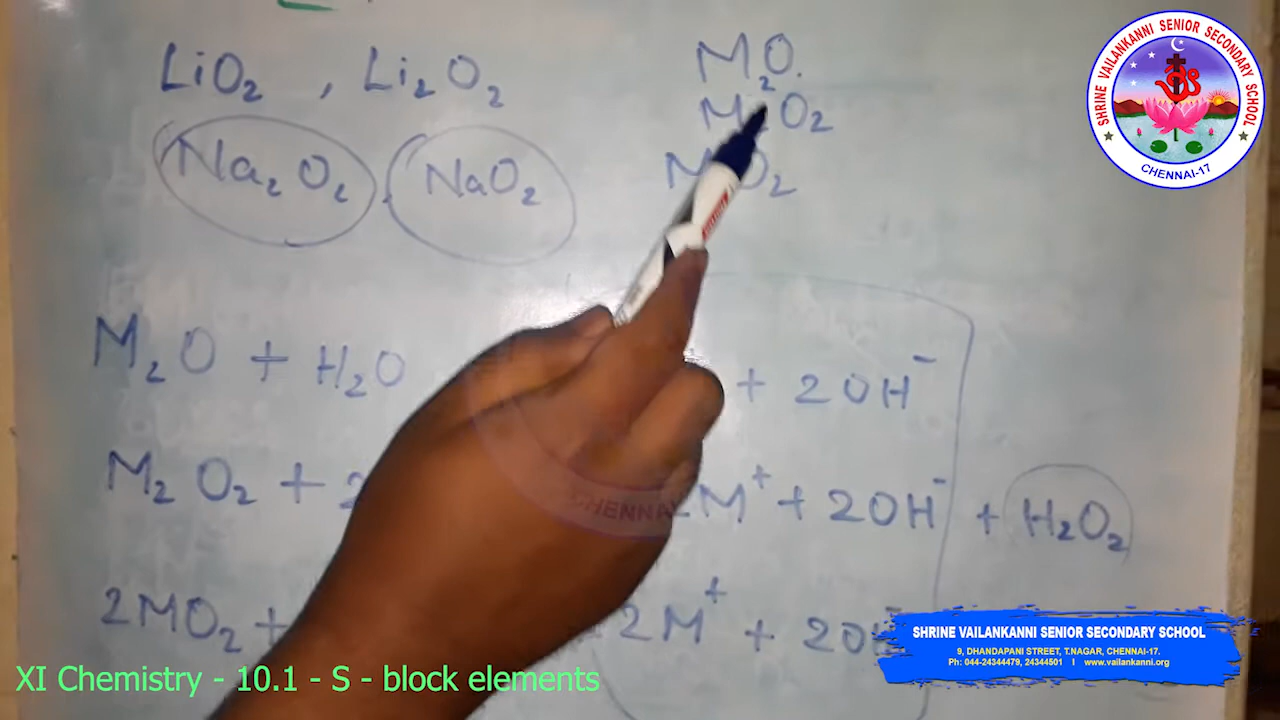 LiO₂ , Li₂O₂
M₂O.
M₂O₂
Na₂O₂ , NaO₂
MO₂
M₂O + H₂O + 2OH⁻
M₂O₂ + 2 2M⁺ + 2OH⁻ + H₂O₂
2MO₂ + 2M⁺ + 2OH
SHRINE VAILANKANNI SENIOR SECONDARY SCHOOL
CHENNAI-17
CHENNAI
SHRINE VAILANKANNI SENIOR SECONDARY SCHOOL
9, DHANDAPANI STREET, T.NAGAR, CHENNAI-17.
Ph: 044-24344479, 24344501 I www.vailankanni.org
XI Chemistry - 10.1 - S - block elements